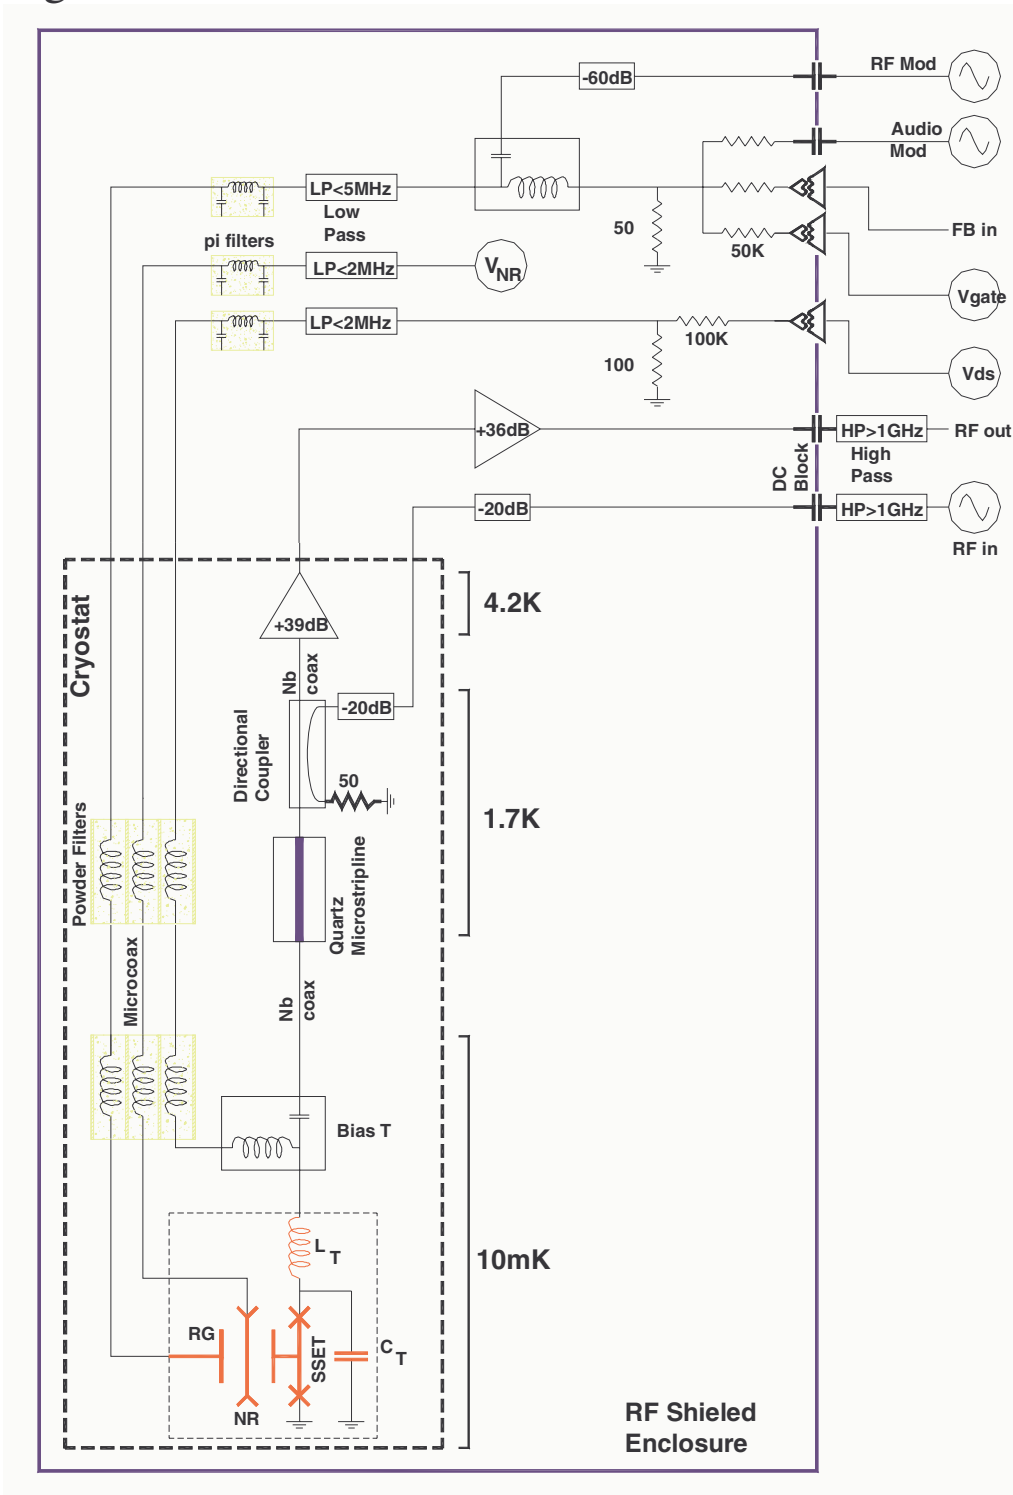 RF Mod
-60dB
Audio
Mod
LP<5MHz
Low
Pass
50
50K
FB in
pi filters
LP<2MHz
VNR
Vgate
LP<2MHz
100K
100
Vds
+36dB
HP>1GHz
RF out
High
Pass
DC
Block
-20dB
HP>1GHz
RF in
Cryostat
+39dB
4.2K
Nb
coax
-20dB
Directional
Coupler
50
1.7K
Powder Filters
Quartz
Microstripline
Microcoax
Nb
coax
Bias T
LT
10mK
RG
SSET
CT
NR
RF Shieled
Enclosure